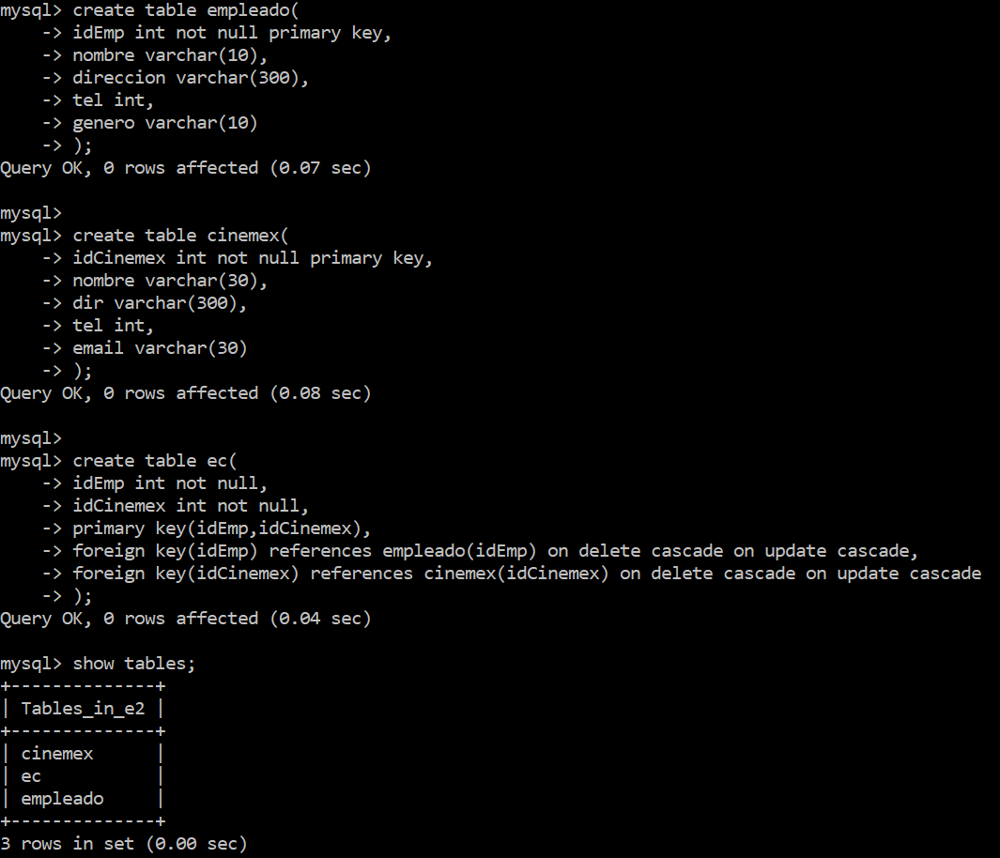 mysql> create table empleado(
    -> idEmp int not null primary key,
    -> nombre varchar(10),
    -> direccion varchar(300),
    -> tel int,
    -> genero varchar(10)
    -> );
Query OK, 0 rows affected (0.07 sec)

mysql>
mysql> create table cinemex(
    -> idCinemex int not null primary key,
    -> nombre varchar(30),
    -> dir varchar(300),
    -> tel int,
    -> email varchar(30)
    -> );
Query OK, 0 rows affected (0.08 sec)

mysql>
mysql> create table ec(
    -> idEmp int not null,
    -> idCinemex int not null,
    -> primary key(idEmp,idCinemex),
    -> foreign key(idEmp) references empleado(idEmp) on delete cascade on update cascade,
    -> foreign key(idCinemex) references cinemex(idCinemex) on delete cascade on update cascade
    -> );
Query OK, 0 rows affected (0.04 sec)

mysql> show tables;
+--------------+
| Tables_in_e2 |
+--------------+
| cinemex      |
| ec           |
| empleado     |
+--------------+
3 rows in set (0.00 sec)